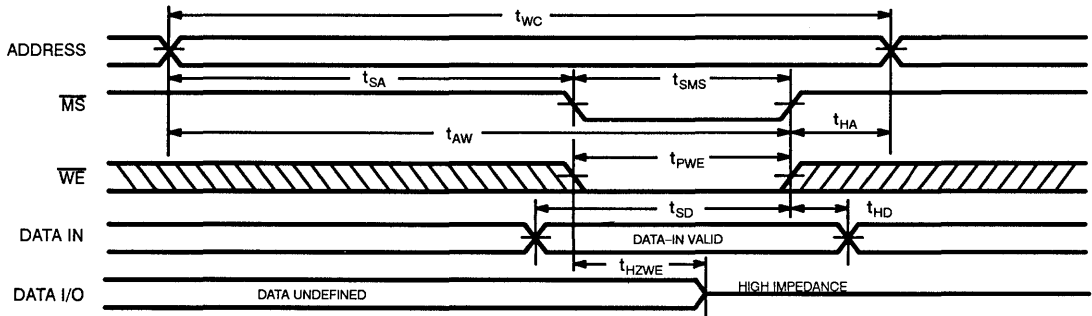 tWC
ADDRESS
tSA
tSMS
MS
tAW
tHA
tPWE
WE
tSD
tHD
DATA IN
DATA–IN VALID
tHZWE
DATA I/O
DATA UNDEFINED
HIGH IMPEDANCE